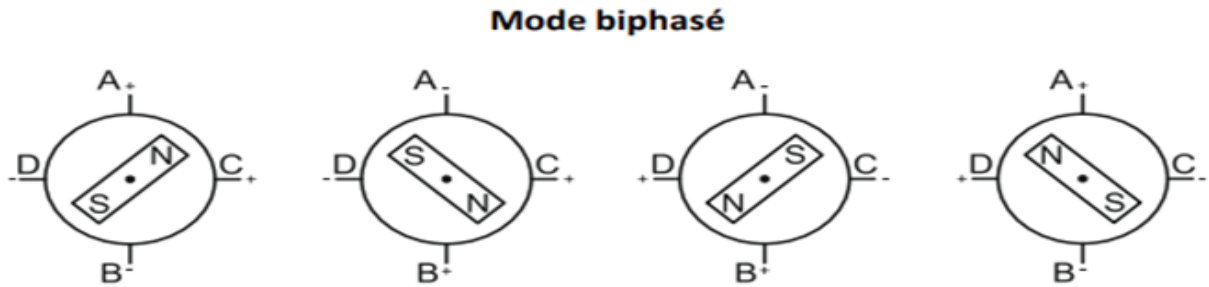 Mode biphasé
A+ A- A- A+
N S S N
-D C+ -D C+ +D C- +D C-
S N N S
B- B+ B+ B-